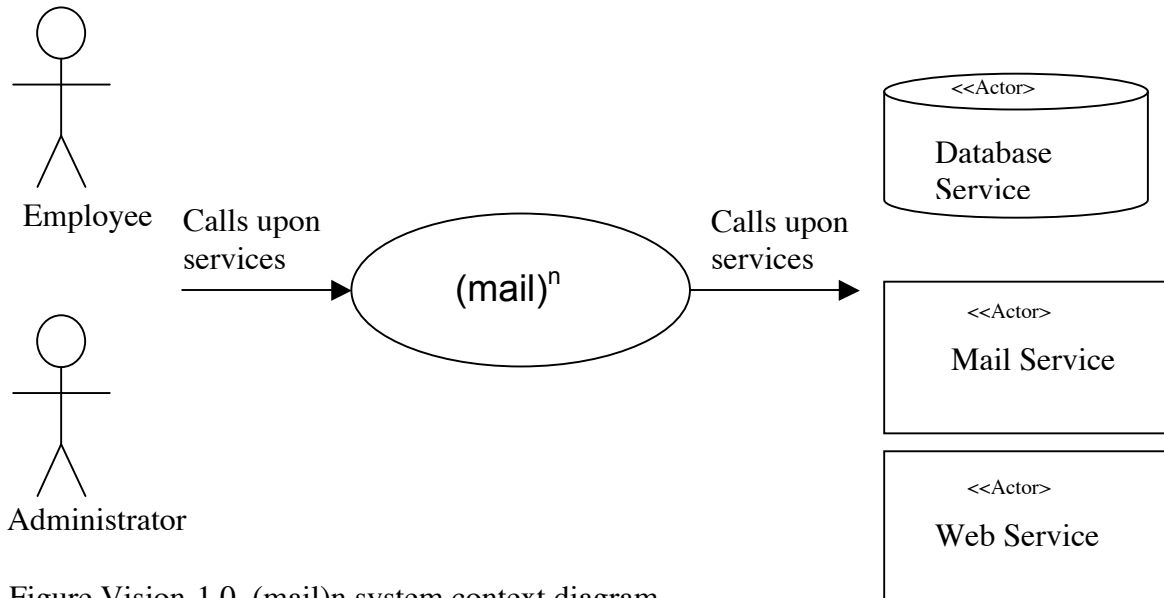 Employee
Calls upon
services
(mail)ⁿ
Calls upon
services
<<Actor>
Database
Service
<<Actor>
Mail Service
<<Actor>
Web Service
Administrator
Figure Vision-1.0. (mail)n system context diagram